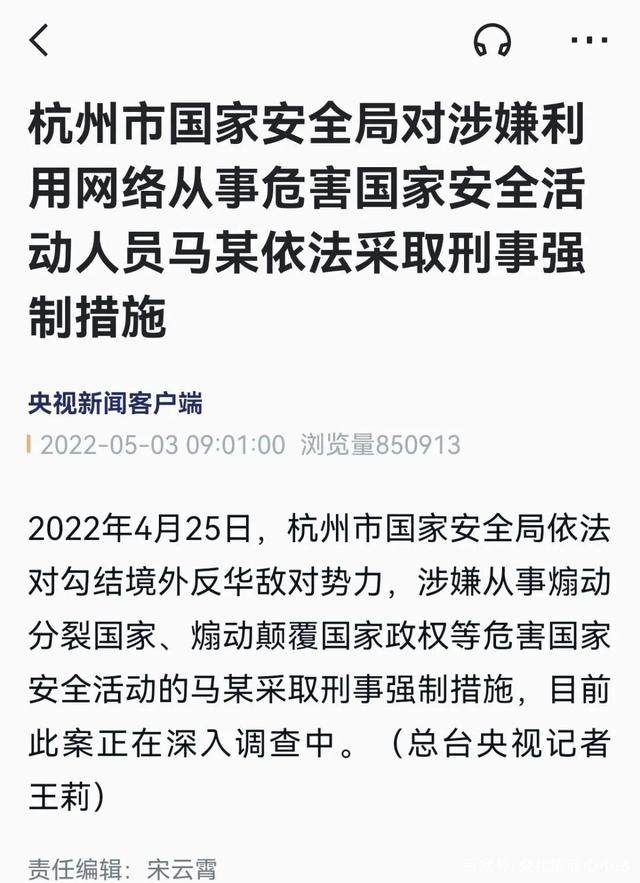 杭州市国家安全局对涉嫌利
用网络从事危害国家安全活
动人员马某依法采取刑事强
制措施
央视新闻客户端
2022-05-03 09:01:00 浏览量850913
2022年4月25日，杭州市国家安全局依法
对勾结境外反华敌对势力，涉嫌从事煽动
分裂国家、煽动颠覆国家政权等危害国家
安全活动的马某采取刑事强制措施，目前
此案正在深入调查中。（总台央视记者
王莉）
责任编辑：宋云霄